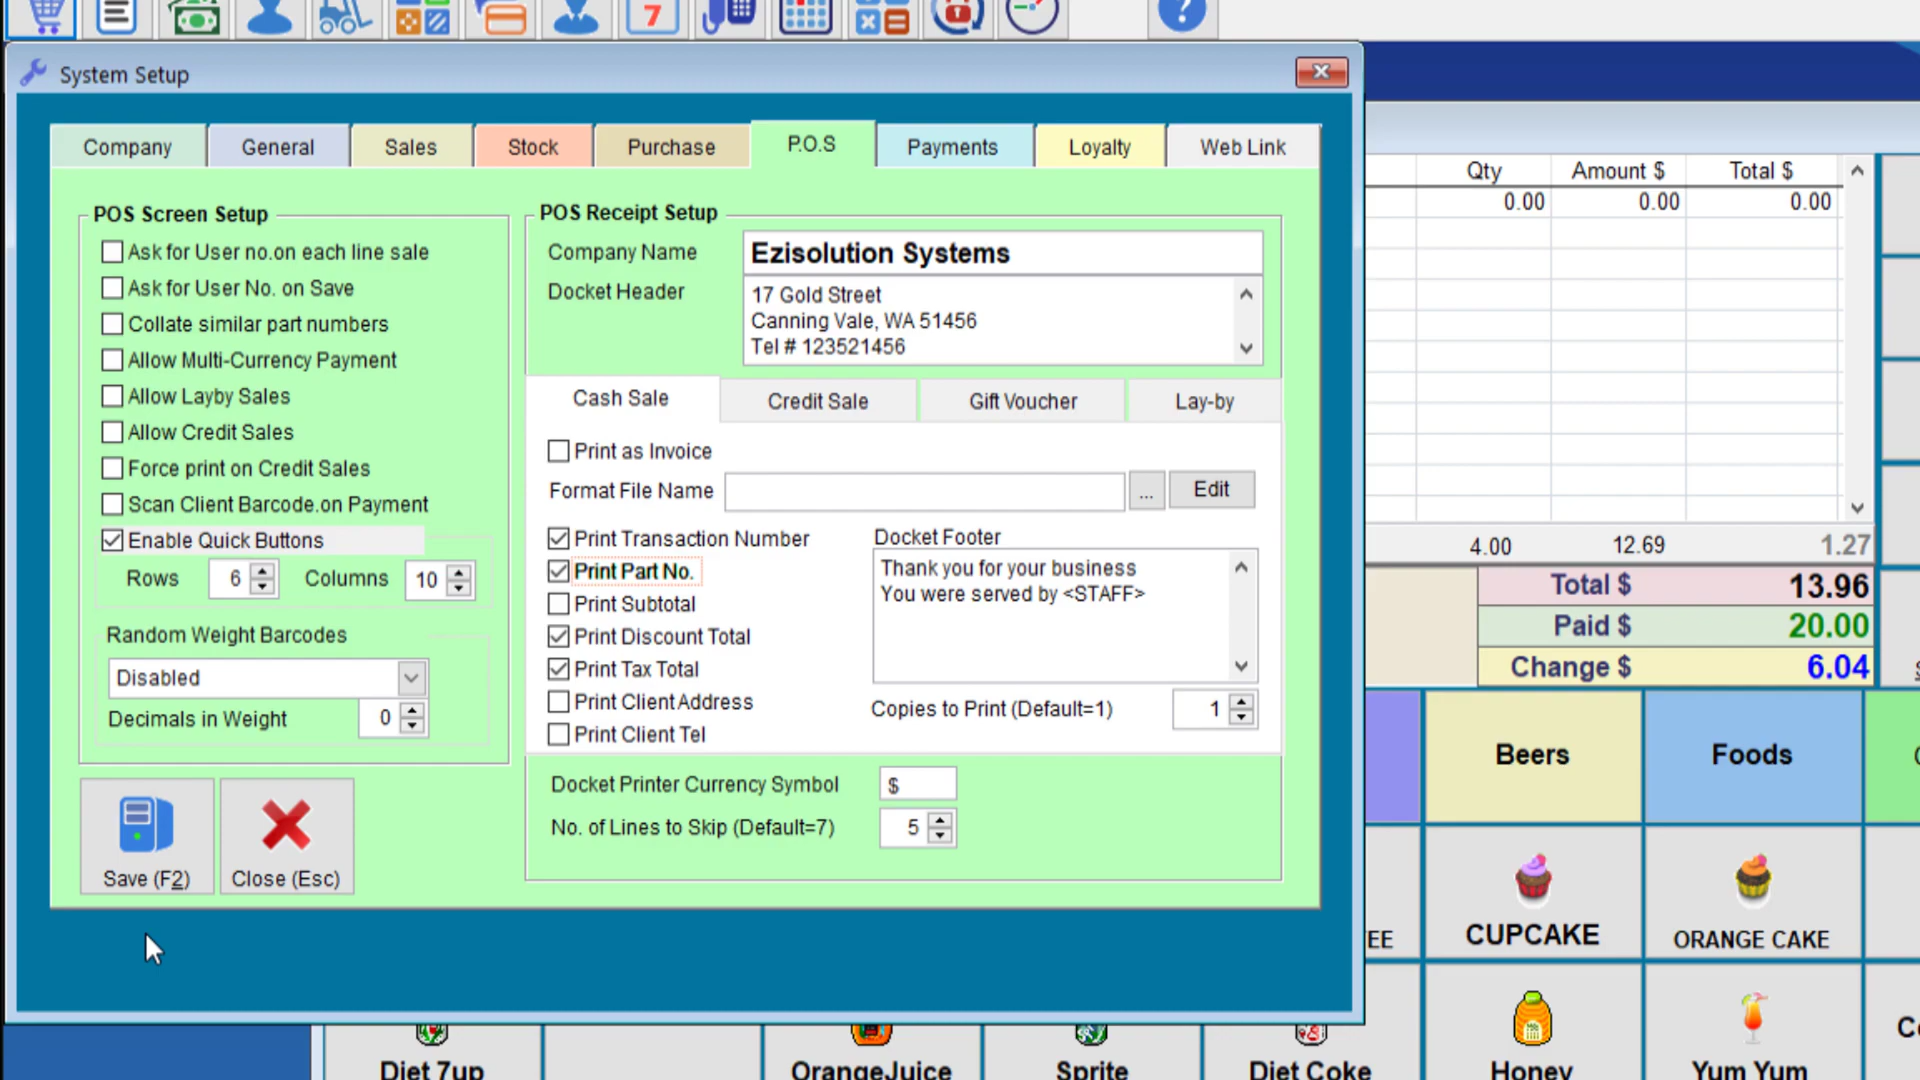 7
?
System Setup
Company
General
Sales
Stock
Purchase
P.O.S
Payments
Loyalty
Web Link
POS Screen Setup
Ask for User no.on each line sale
Ask for User No. on Save
Collate similar part numbers
Allow Multi-Currency Payment
Allow Layby Sales
Allow Credit Sales
Force print on Credit Sales
Scan Client Barcode.on Payment
Enable Quick Buttons
Rows 6 Columns 10
Random Weight Barcodes
Disabled
Decimals in Weight 0
Save (F2)
Close (Esc)
POS Receipt Setup
Company Name Ezisolution Systems
Docket Header
17 Gold Street
Canning Vale, WA 51456
Tel # 123521456
Cash Sale
Credit Sale
Gift Voucher
Lay-by
Print as Invoice
Format File Name ... Edit
Print Transaction Number
Print Part No.
Print Subtotal
Print Discount Total
Print Tax Total
Print Client Address
Print Client Tel
Docket Footer
Thank you for your business
You were served by <STAFF>
Copies to Print (Default=1) 1
Docket Printer Currency Symbol $
No. of Lines to Skip (Default=7) 5
Qty Amount $ Total $
0.00 0.00 0.00
4.00 12.69 1.27
Total $ 13.96
Paid $ 20.00
Change $ 6.04
Beers
Foods
EE
CUPCAKE
ORANGE CAKE
Diet 7up
OrangeJuice
Sprite
Diet Coke
Honey
Yum Yum